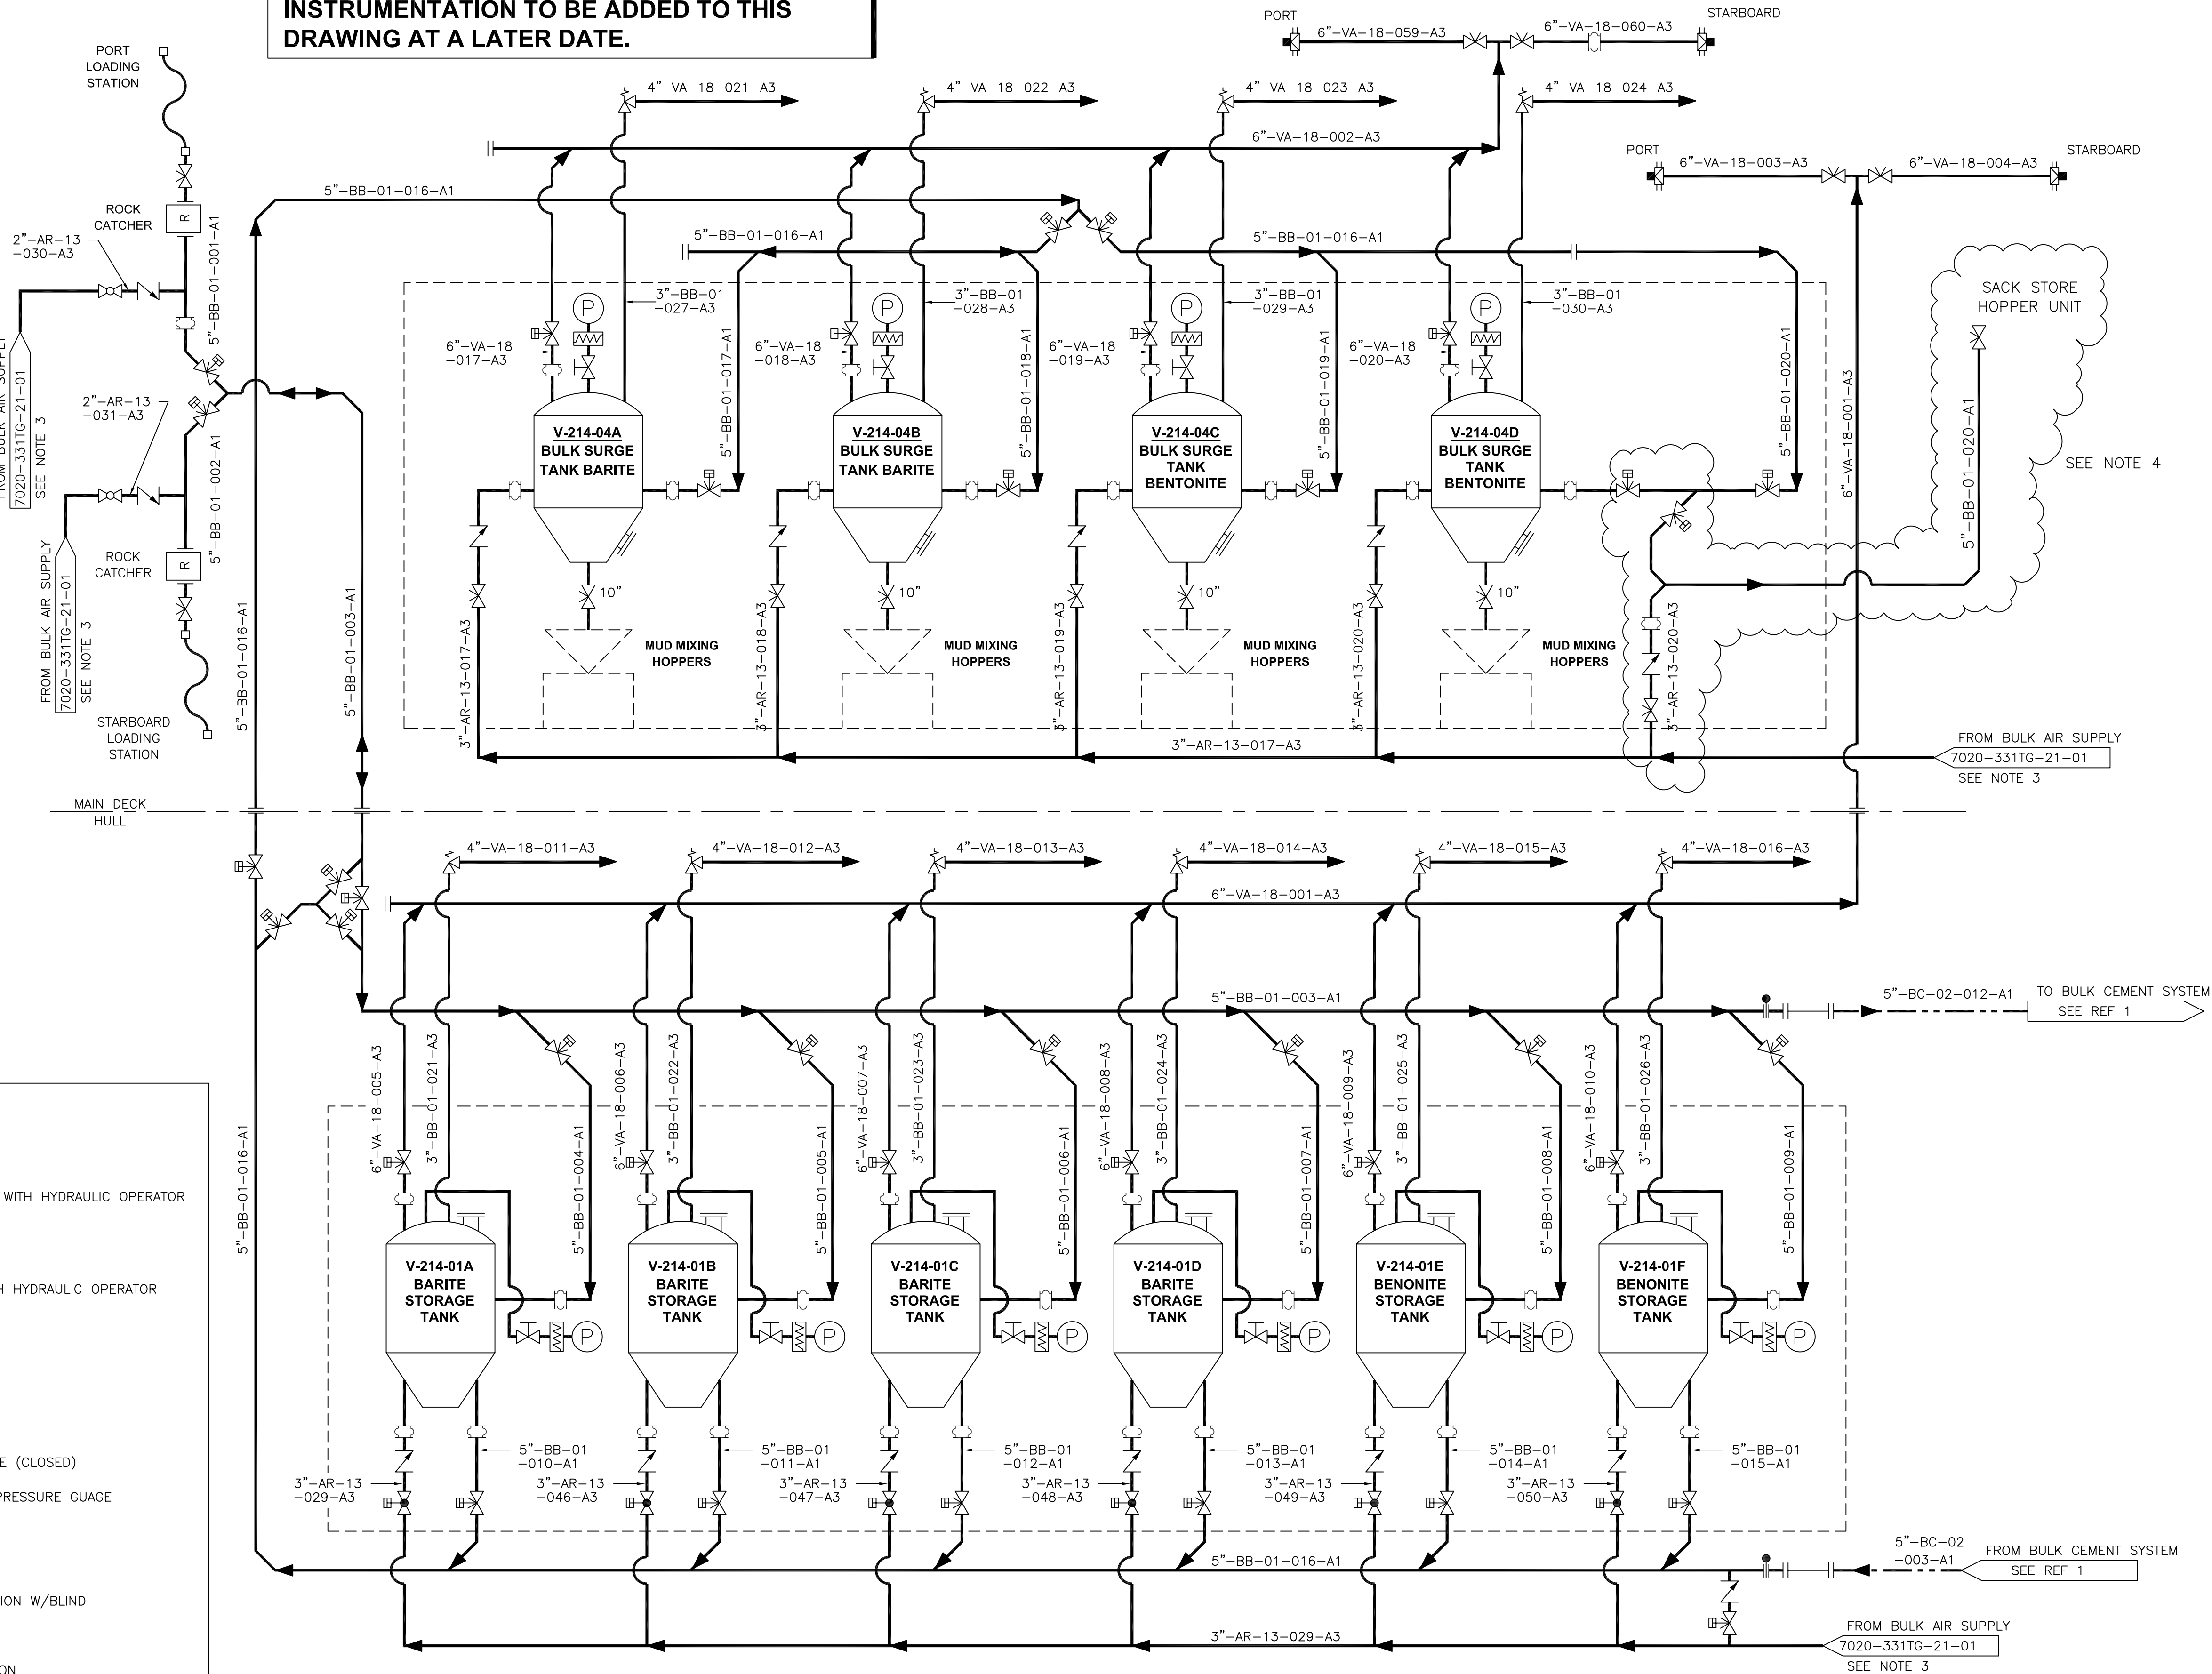 INSTRUMENTATION TO BE ADDED TO THIS
DRAWING AT A LATER DATE.
PORT
LOADING
STATION
ROCK
CATCHER
R
2"-AR-13
-030-A3
5"-BB-01-001-A1
7020-331TG-21-01
SEE NOTE 3
2"-AR-13
-031-A3
5"-BB-01-002-A1
ROCK
CATCHER
R
FROM BULK AIR SUPPLY
7020-331TG-21-01
SEE NOTE 3
STARBOARD
LOADING
STATION
5"-BB-01-016-A1
5"-BB-01-003-A1
PORT
6"-VA-18-059-A3
6"-VA-18-060-A3
STARBOARD
4"-VA-18-021-A3
4"-VA-18-022-A3
4"-VA-18-023-A3
4"-VA-18-024-A3
6"-VA-18-002-A3
PORT
6"-VA-18-003-A3
6"-VA-18-004-A3
STARBOARD
5"-BB-01-016-A1
5"-BB-01-016-A1
5"-BB-01-016-A1
P
3"-BB-01
-027-A3
P
3"-BB-01
-028-A3
P
3"-BB-01
-029-A3
P
3"-BB-01
-030-A3
6"-VA-18
-017-A3
6"-VA-18
-018-A3
6"-VA-18
-019-A3
6"-VA-18
-020-A3
5"-BB-01-017-A1
5"-BB-01-018-A1
5"-BB-01-019-A1
5"-BB-01-020-A1
SACK STORE
HOPPER UNIT
5"-BB-01-020-A1
SEE NOTE 4
6"-VA-18-001-A3
V-214-04A
BULK SURGE
TANK BARITE
V-214-04B
BULK SURGE
TANK BARITE
V-214-04C
BULK SURGE
TANK
BENTONITE
V-214-04D
BULK SURGE
TANK
BENTONITE
10"
10"
10"
10"
MUD MIXING
HOPPERS
MUD MIXING
HOPPERS
MUD MIXING
HOPPERS
MUD MIXING
HOPPERS
3"-AR-13-017-A3
3"-AR-13-018-A3
3"-AR-13-019-A3
3"-AR-13-020-A3
3"-AR-13-020-A3
3"-AR-13-017-A3
FROM BULK AIR SUPPLY
7020-331TG-21-01
SEE NOTE 3
MAIN DECK
HULL
4"-VA-18-011-A3
4"-VA-18-012-A3
4"-VA-18-013-A3
4"-VA-18-014-A3
4"-VA-18-015-A3
4"-VA-18-016-A3
6"-VA-18-001-A3
5"-BB-01-003-A1
5"-BC-02-012-A1
TO BULK CEMENT SYSTEM
SEE REF 1
6"-VA-18-005-A3
3"-BB-01-021-A3
5"-BB-01-004-A1
6"-VA-18-006-A3
3"-BB-01-022-A3
5"-BB-01-005-A1
6"-VA-18-007-A3
3"-BB-01-023-A3
5"-BB-01-006-A1
6"-VA-18-008-A3
3"-BB-01-024-A3
5"-BB-01-007-A1
6"-VA-18-009-A3
3"-BB-01-025-A3
5"-BB-01-008-A1
6"-VA-18-010-A3
3"-BB-01-026-A3
5"-BB-01-009-A1
5"-BB-01-016-A1
V-214-01A
BARITE
STORAGE
TANK
P
V-214-01B
BARITE
STORAGE
TANK
P
V-214-01C
BARITE
STORAGE
TANK
P
V-214-01D
BARITE
STORAGE
TANK
P
V-214-01E
BENONITE
STORAGE
TANK
P
V-214-01F
BENONITE
STORAGE
TANK
P
5"-BB-01
-010-A1
5"-BB-01
-011-A1
5"-BB-01
-012-A1
5"-BB-01
-013-A1
5"-BB-01
-014-A1
5"-BB-01
-015-A1
3"-AR-13
-029-A3
3"-AR-13
-046-A3
3"-AR-13
-047-A3
3"-AR-13
-048-A3
3"-AR-13
-049-A3
3"-AR-13
-050-A3
5"-BB-01-016-A1
5"-BC-02
-003-A1
FROM BULK CEMENT SYSTEM
SEE REF 1
3"-AR-13-029-A3
FROM BULK AIR SUPPLY
7020-331TG-21-01
SEE NOTE 3
WITH HYDRAULIC OPERATOR
HYDRAULIC OPERATOR
(CLOSED)
PRESSURE GUAGE
W/BLIND